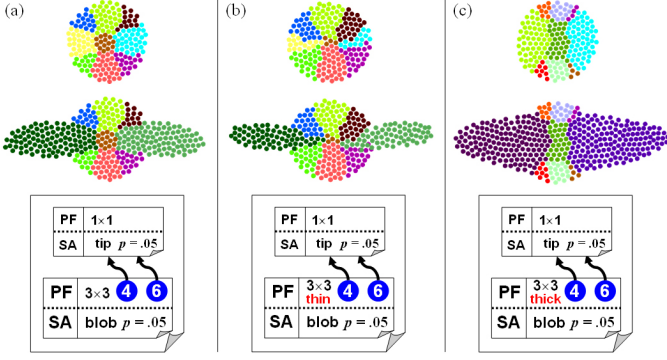 (a)
PF 1×1
SA tip p = .05
PF 3×3 4 6
SA blob p = .05
(b)
PF 1×1
SA tip p = .05
PF 3×3 4 6
thin
SA blob p = .05
(c)
PF 1×1
SA tip p = .05
PF 3×3 4 6
thick
SA blob p = .05